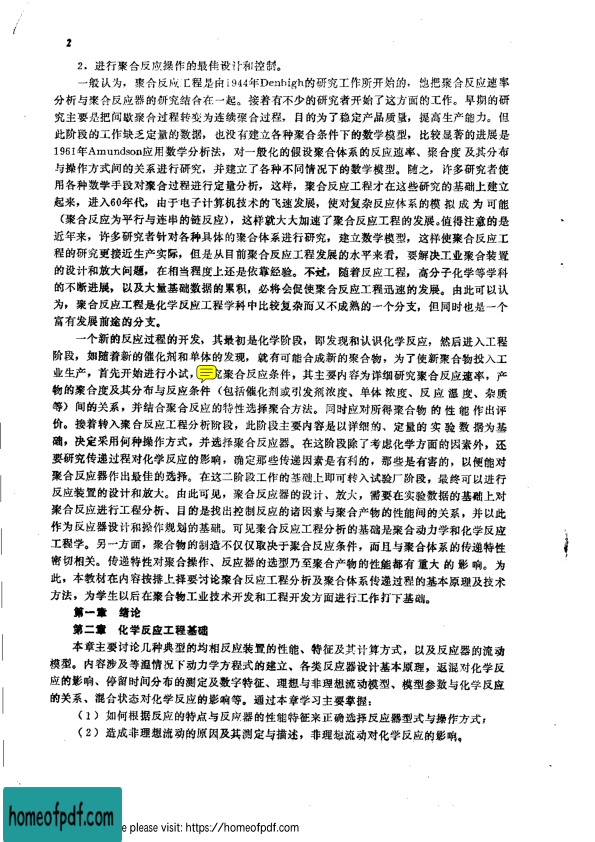 2
2．进行聚合反应操作的最佳设计和控制。
一般认为，聚合反应工程是由1944年Denbigh的研究工作所开始的，他把聚合反应速率
分析与聚合反应器的研究结合在一起。接着有不少的研究者开始了这方面的工作。早期的研
究主要是把间歇聚合过程转变为连续聚合过程，目的为了稳定产品质量，提高生产能力。但
此阶段的工作缺乏定量的数据，也没有建立各种聚合条件下的数学模型，比较显著的进展是
1961年Amundson应用数学分析法，对一般化的假设聚合体系的反应速率、聚合度及其分布
与操作方式间的关系进行研究，并建立了各种不同情况下的数学模型。随之，许多研究者使
用各种数学手段对聚合过程进行定量分析，这样，聚合反应工程才在这些研究的基础上建立
起来，进入60年代，由于电子计算机技术的飞速发展，使对复杂反应体系的模拟成为可能
（聚合反应为平行与连串的链反应），这样就大大加速了聚合反应工程的发展。值得注意的是
近年来，许多研究者针对各种具体的聚合体系进行研究，建立数学模型，这样使聚合反应工
程的研究更接近生产实际，但是从目前聚合反应工程发展的水平来看，要解决工业聚合装置
的设计和放大问题，在相当程度上还是依靠经验。不过，随着反应工程，高分子化学等学科
的不断进展，以及大量基础数据的累积，必将会促使聚合反应工程迅速的发展。由此可以认
为，聚合反应工程是化学反应工程学科中比较复杂而又不成熟的一个分支，但同时也是一个
富有发展前途的分支。
一个新的反应过程的开发，其最初是化学阶段，即发现和认识化学反应，然后进入工程
阶段，如随着新的催化剂和单体的发现，就有可能合成新的聚合物，为了使新聚合物投入工
业生产，首先开始进行小试，究聚合反应条件，其主要内容为详细研究聚合反应速率，产
物的聚合度及其分布与反应条件（包括催化剂或引发剂浓度、单体浓度、反应温度、杂质
等）间的关系，并结合聚合反应的特性选择聚合方法。同时应对所得聚合物的性能作出评
价。接着转入聚合反应工程分析阶段，此阶段主要内容是以详细的、定量的实验数据为基
础，决定采用何种操作方式，并选择聚合反应器。在这阶段除了考虑化学方面的因素外，还
要研究传递过程对化学反应的影响，确定那些传递因素是有利的，那些是有害的，以便能对
聚合反应器作出最佳的选择。在这二阶段工作的基础上即可转入试验厂阶段，最终可以进行
反应装置的设计和放大。由此可见，聚合反应器的设计、放大，需要在实验数据的基础上对
聚合反应进行工程分析、目的是找出控制反应的诸因素与聚合产物的性能间的关系，并以此
作为反应器设计和操作规划的基础。可见聚合反应工程分析的基础是聚合动力学和化学反应
工程学。另一方面，聚合物的制造不仅仅取决于聚合反应条件，而且与聚合体系的传递特性
密切相关。传递特性对聚合操作、反应器的选型乃至聚合产物的性能都有重大的影响。为
此，本教材在内容按排上择要讨论聚合反应工程分析及聚合体系传递过程的基本原理及技术
方法，为学生以后在聚合物工业技术开发和工程开发方面进行工作打下基础。
第一章 绪论
第二章 化学反应工程基础
本章主要讨论几种典型的均相反应装置的性能、特征及其计算方式，以及反应器的流动
模型。内容涉及等温情况下动力学方程式的建立、各类反应器设计基本原理，返混对化学反
应的影响、停留时间分布的测定及数字特征、理想与非理想流动模型、模型参数与化学反应
的关系、混合状态对化学反应的影响等。通过本章学习主要掌握：
（1）如何根据反应的特点与反应器的性能特征来正确选择反应器型式与操作方式；
（2）造成非理想流动的原因及其测定与描述，非理想流动对化学反应的影响。
homeofpdf.com
e please visit: https://homeofpdf.com